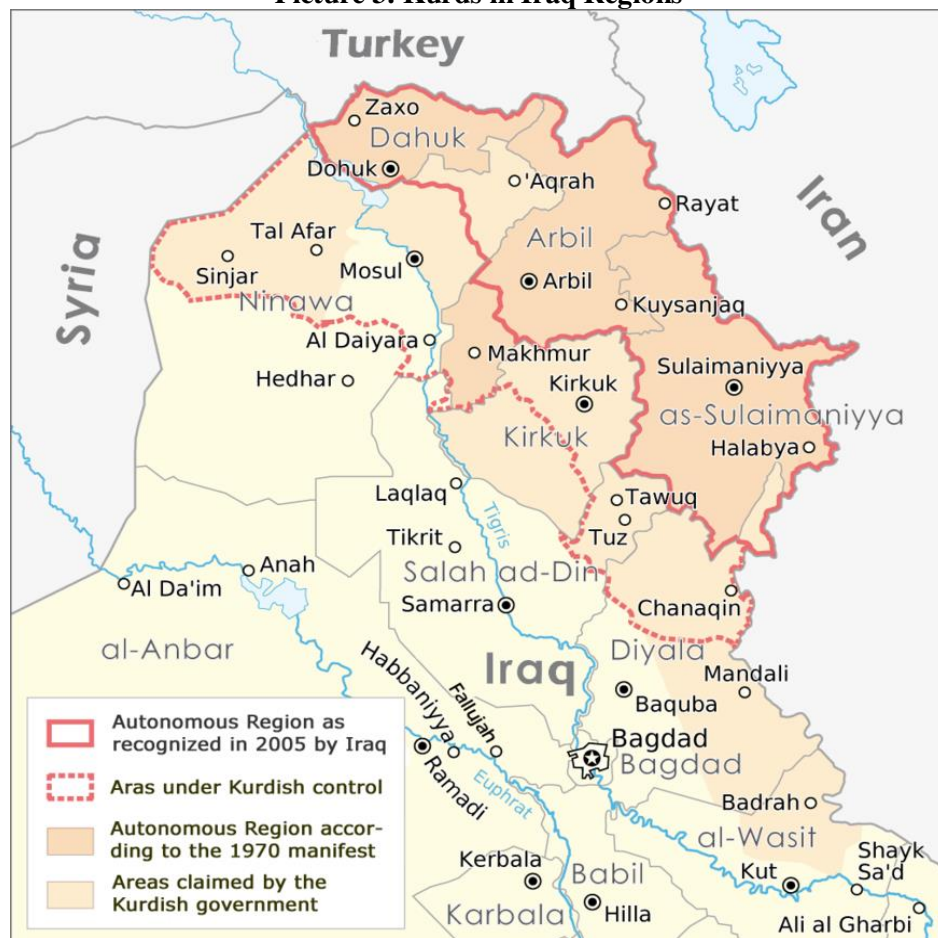 Picture 3: Kurds in Iraq Regions
Turkey
Zaxo
Dahuk
Dohuk
'Aqrah
Rayat
Iran
Arbil
Arbil
Syria
Tal Afar
Sinjar
Mosul
Ninawa
Kuysanjaq
Al Daiyara
Makhmur
Hedhar
Kirkuk
Sulaimaniyya
as-Sulaimaniyya
Kirkuk
Halabya
Laqlaq
Tawuq
Tigris
Tuz
Tikrit
Salah ad-Din
Anah
Al Da'im
Samarra
Chanaqin
al-Anbar
Iraq
Diyala
Mandali
Habbaniyya
Fallujah
Baquba
Bagdad
Bagdad
Ramadi
Euphrat
Badrah
al-Wasit
Shayk
Sa'd
Kerbala
Babil
Kut
Karbala
Hilla
Ali al Gharbi
Autonomous Region as
recognized in 2005 by Iraq
Aras under Kurdish control
Autonomous Region accor-
ding to the 1970 manifest
Areas claimed by the
Kurdish government